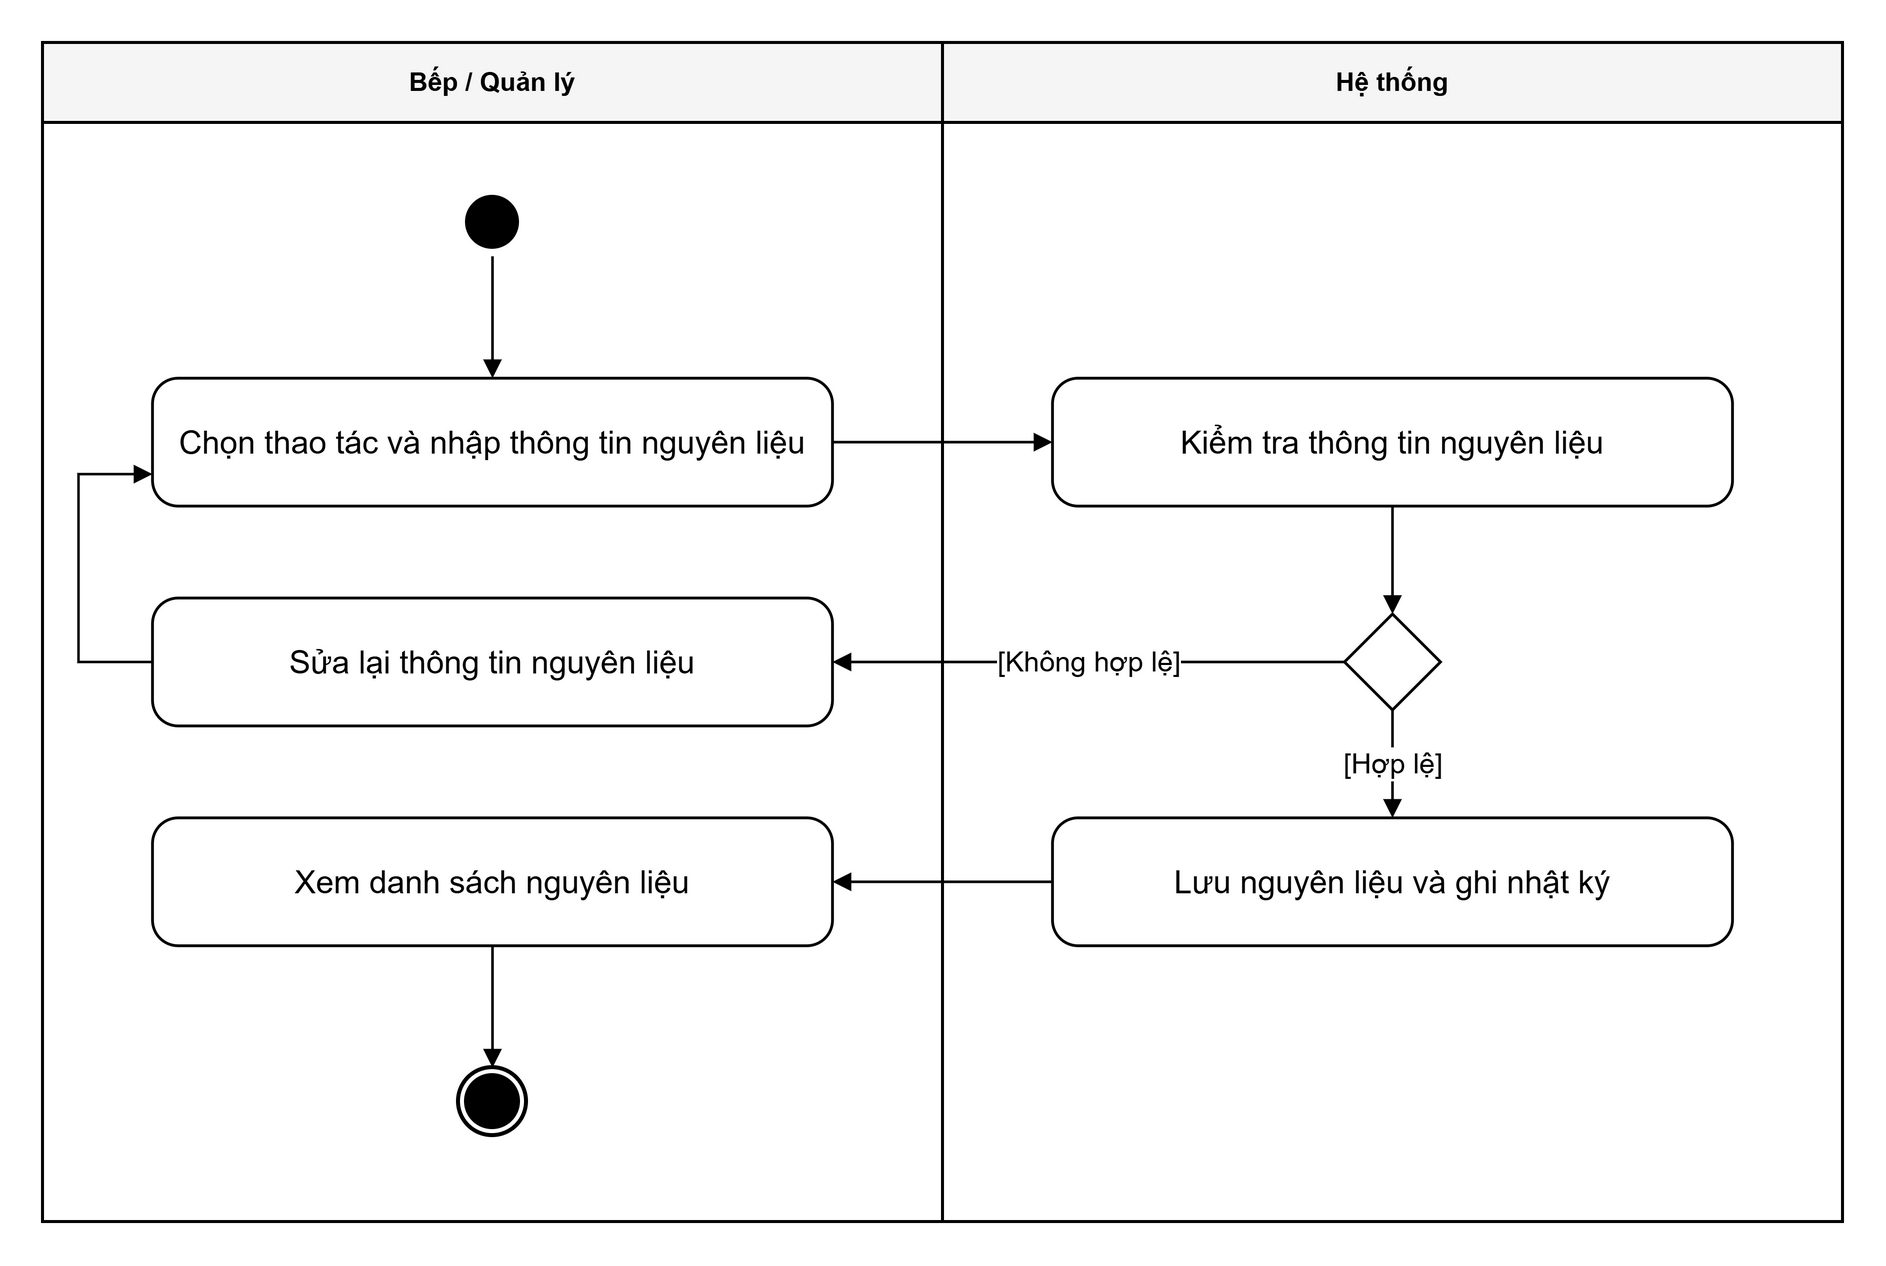 Bếp / Quản lý
Hệ thống
Chọn thao tác và nhập thông tin nguyên liệu
Kiểm tra thông tin nguyên liệu
Sửa lại thông tin nguyên liệu
[Không hợp lệ]
[Hợp lệ]
Xem danh sách nguyên liệu
Lưu nguyên liệu và ghi nhật ký